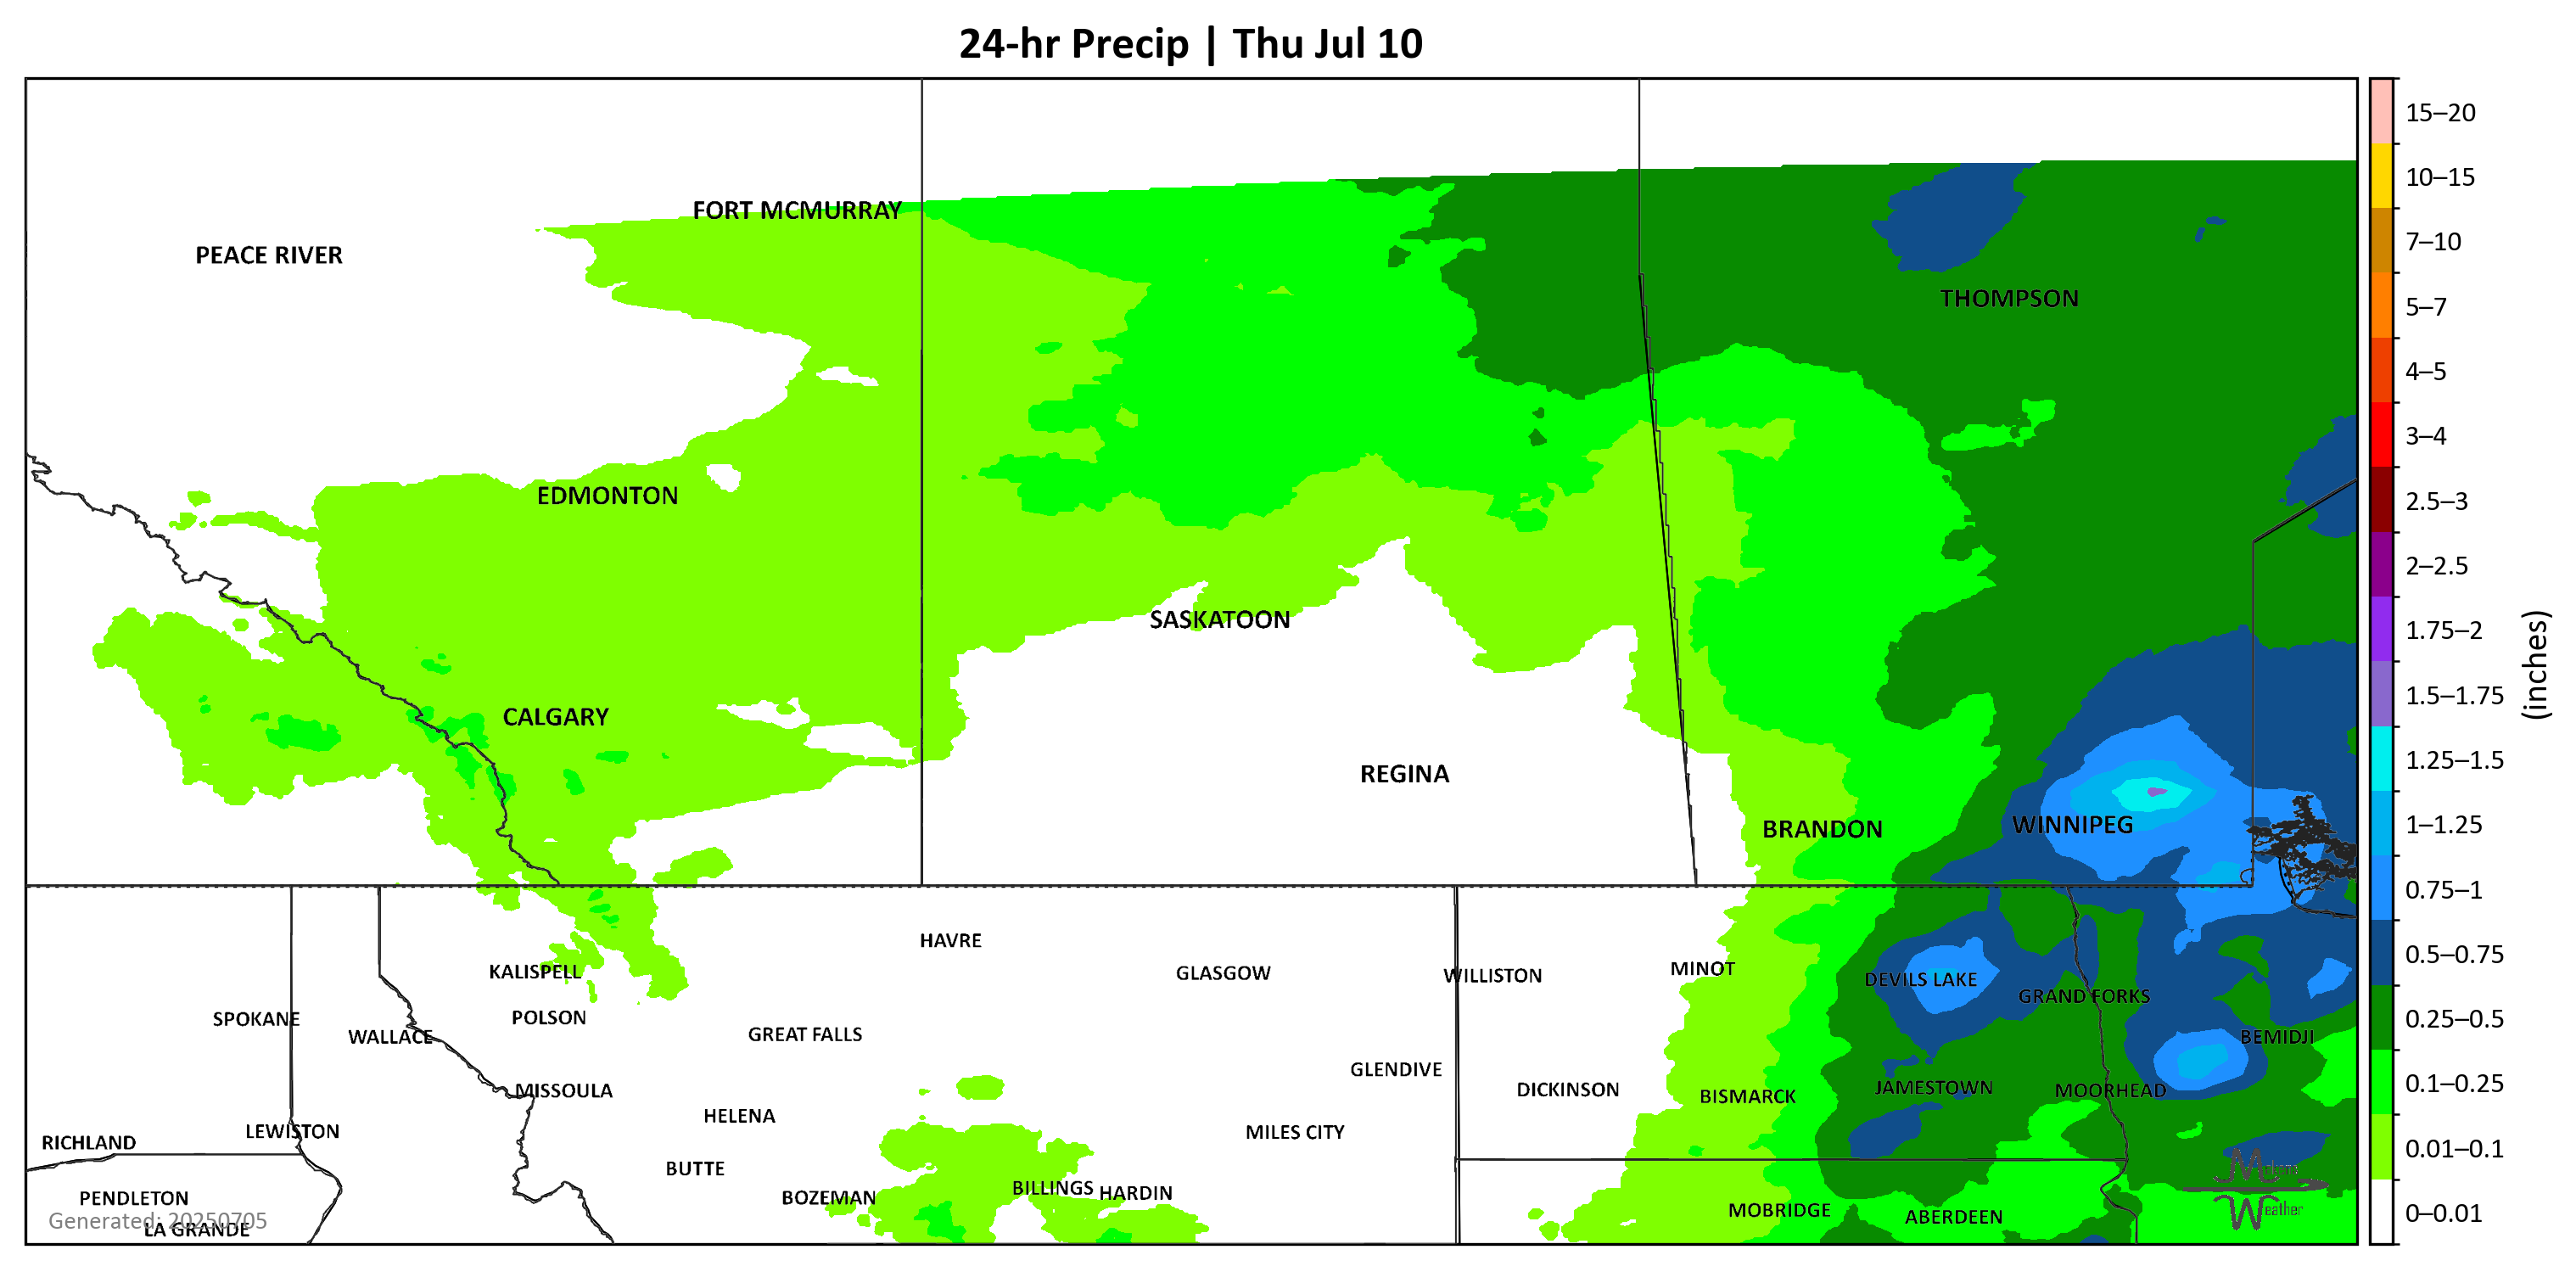 24-hr Precip | Thu Jul 10
FORT MCMURRAY
PEACE RIVER
THOMPSON
EDMONTON
SASKATOON
CALGARY
REGINA
WINNIPEG
BRANDON
HAVRE
KALISPELL
GLASGOW
WILLISTON
MINOT
DEVILS LAKE
GRAND FORKS
SPOKANE
POLSON
WALLACE
GREAT FALLS
BEMIDJI
GLENDIVE
MISSOULA
DICKINSON
BISMARCK
JAMESTOWN
MOORHEAD
HELENA
RICHLAND
LEWISTON
MILES CITY
BUTTE
PENDLETON
BOZEMAN
BILLINGS
HARDIN
MOBRIDGE
ABERDEEN
Generated: 20250705
LA GRANDE
Weather
15–20
10–15
7–10
5–7
4–5
3–4
2.5–3
2–2.5
1.75–2
1.5–1.75
1.25–1.5
1–1.25
0.75–1
0.5–0.75
0.25–0.5
0.1–0.25
0.01–0.1
0–0.01
(inches)